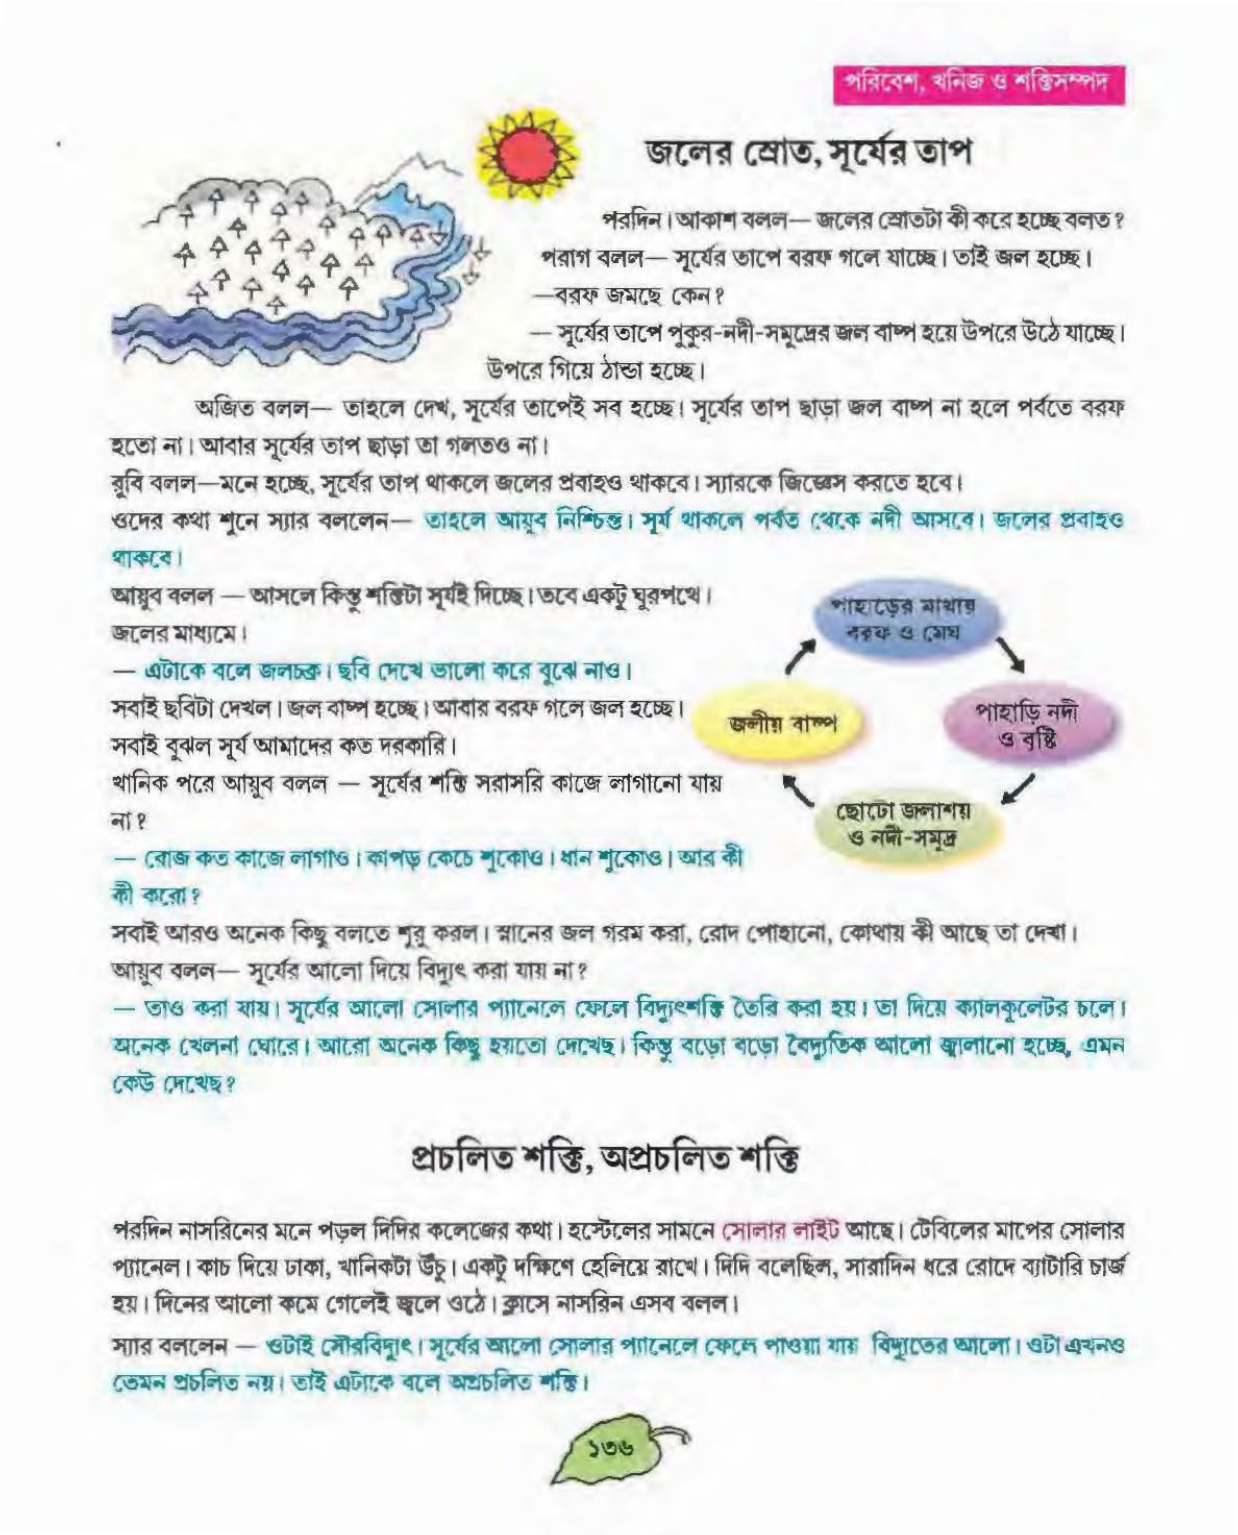 পরিবেশ, খনিজ ও শক্তিসম্পদ
জলের স্রোত, সূর্যের তাপ
পরদিন। আকাশ বলল— জলের স্রোতটা কী করে হচ্ছে বলত?
পরাগ বলল— সূর্যের তাপে বরফ গলে যাচ্ছে। তাই জল হচ্ছে।
—বরফ জমছে কেন?
— সূর্যের তাপে পুকুর-নদী-সমুদ্রের জল বাষ্প হয়ে উপরে উঠে যাচ্ছে।
উপরে গিয়ে ঠান্ডা হচ্ছে।
অজিত বলল— তাহলে দেখ, সূর্যের তাপেই সব হচ্ছে। সূর্যের তাপ ছাড়া জল বাষ্প না হলে পর্বতে বরফ
হতো না। আবার সূর্যের তাপ ছাড়া তা গলতও না।
রুবি বলল—মনে হচ্ছে, সূর্যের তাপ থাকলে জলের প্রবাহও থাকবে। স্যারকে জিজ্ঞেস করতে হবে।
ওদের কথা শুনে স্যার বললেন— তাহলে আয়ুব নিশ্চিন্ত। সূর্য থাকলে পর্বত থেকে নদী আসবে। জলের প্রবাহও
থাকবে।
আয়ুব বলল — আসলে কিন্তু শক্তিটা সূর্যই দিচ্ছে। তবে একটু ঘুরপথে।
জলের মাধ্যমে।
— এটাকে বলে জলচক্র। ছবি দেখে ভালো করে বুঝে নাও।
সবাই ছবিটা দেখল। জল বাষ্প হচ্ছে। আবার বরফ গলে জল হচ্ছে।
সবাই বুঝল সূর্য আমাদের কত দরকারি।
খানিক পরে আয়ুব বলল — সূর্যের শক্তি সরাসরি কাজে লাগানো যায়
না?
— রোজ কত কাজে লাগাও। কাপড় কেচে শুকোও। ধান শুকোও। আর কী
কী করো?
পাহাড়ের মাথায়
বরফ ও মেঘ
পাহাড়ি নদী
ও বৃষ্টি
ছোটো জলাশয়
ও নদী-সমুদ্র
জলীয় বাষ্প
সবাই আরও অনেক কিছু বলতে শুরু করল। স্নানের জল গরম করা, রোদ পোহানো, কোথায় কী আছে তা দেখা।
আয়ুব বলল— সূর্যের আলো দিয়ে বিদ্যুৎ করা যায় না?
— তাও করা যায়। সূর্যের আলো সোলার প্যানেলে ফেলে বিদ্যুৎশক্তি তৈরি করা হয়। তা দিয়ে ক্যালকুলেটর চলে।
অনেক খেলনা ঘোরে। আরো অনেক কিছু হয়তো দেখেছ। কিন্তু বড়ো বড়ো বৈদ্যুতিক আলো জ্বালানো হচ্ছে, এমন
কেউ দেখেছ?
প্রচলিত শক্তি, অপ্রচলিত শক্তি
পরদিন নাসরিনের মনে পড়ল দিদির কলেজের কথা। হস্টেলের সামনে সোলার লাইট আছে। টেবিলের মাপের সোলার
প্যানেল। কাচ দিয়ে ঢাকা, খানিকটা উঁচু। একটু দক্ষিণে হেলিয়ে রাখে। দিদি বলেছিল, সারাদিন ধরে রোদে ব্যাটারি চার্জ
হয়। দিনের আলো কমে গেলেই জ্বলে ওঠে। ক্লাসে নাসরিন এসব বলল।
স্যার বললেন — ওটাই সৌরবিদ্যুৎ। সূর্যের আলো সোলার প্যানেলে ফেলে পাওয়া যায় বিদ্যুতের আলো। ওটা এখনও
তেমন প্রচলিত নয়। তাই এটাকে বলে অপ্রচলিত শক্তি।
১৩৬